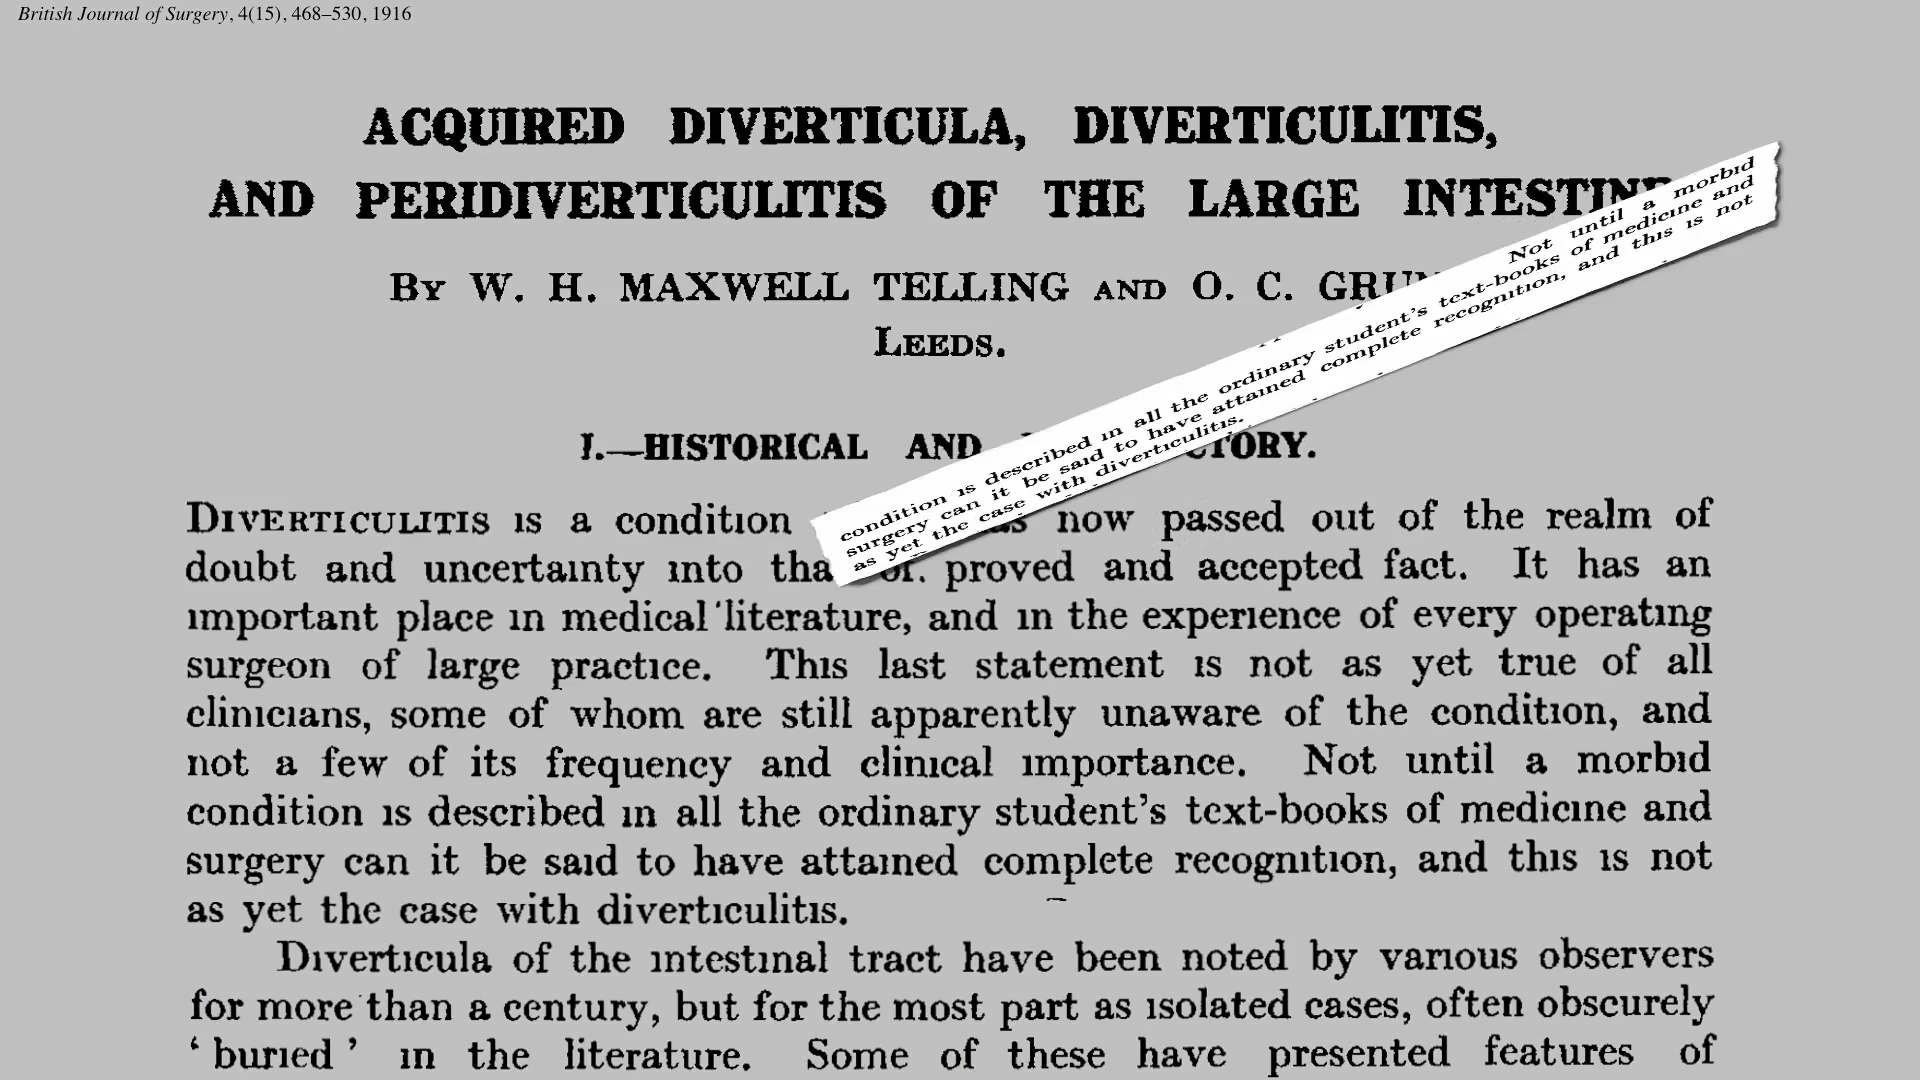 British Journal of Surgery, 4(15), 468–530, 1916
ACQUIRED DIVERTICULA, DIVERTICULITIS,
AND PERIDIVERTICULITIS OF THE LARGE
By W. H. MAXWELL TELLING AND O. C.
LEEDS.
I.—HISTORICAL AND
Not until a morbid
condition is described in all the ordinary student's text-books of medicine and
surgery can it be said to have attained complete recognition, and this is not
as yet the case with diverticulitis.
DIVERTICULITIS is a condition now passed out of the realm of
doubt and uncertainty into of proved and accepted fact. It has an
important place in medical literature, and in the experience of every operating
surgeon of large practice. This last statement is not as yet true of all
clinicians, some of whom are still apparently unaware of the condition, and
not a few of its frequency and clinical importance. Not until a morbid
condition is described in all the ordinary student's text-books of medicine and
surgery can it be said to have attained complete recognition, and this is not
as yet the case with diverticulitis.
Diverticula of the intestinal tract have been noted by various observers
for more than a century, but for the most part as isolated cases, often obscurely
' buried ' in the literature. Some of these have presented features of